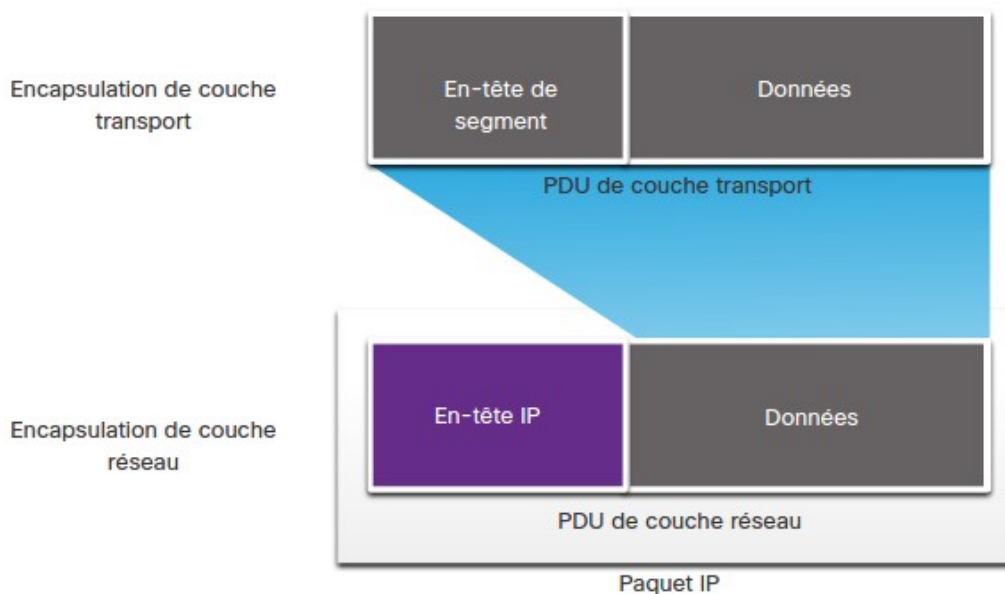 Encapsulation de couche
transport
En-tête de
segment
Données
PDU de couche transport
Encapsulation de couche
réseau
En-tête IP
Données
PDU de couche réseau
Paquet IP